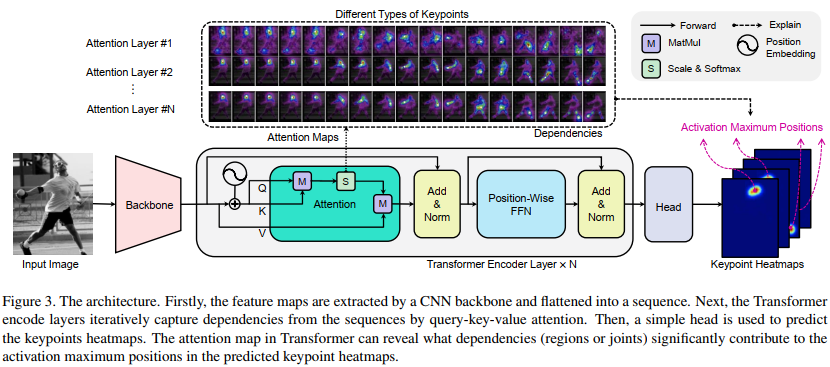 Different Types of Keypoints
Forward
Explain
M
MatMul
Position
Embedding
S
Scale & Softmax
Attention Layer #1
Attention Layer #2
⋮
Attention Layer #N
Attention Maps
Dependencies
Activation Maximum Positions
Q
K
V
M
S
M
Attention
Backbone
Add
&
Norm
Position-Wise
FFN
Add
&
Norm
Head
Input Image
Transformer Encoder Layer × N
Keypoint Heatmaps
Figure 3. The architecture. Firstly, the feature maps are extracted by a CNN backbone and flattened into a sequence. Next, the Transformer
encode layers iteratively capture dependencies from the sequences by query-key-value attention. Then, a simple head is used to predict
the keypoints heatmaps. The attention map in Transformer can reveal what dependencies (regions or joints) significantly contribute to the
activation maximum positions in the predicted keypoint heatmaps.